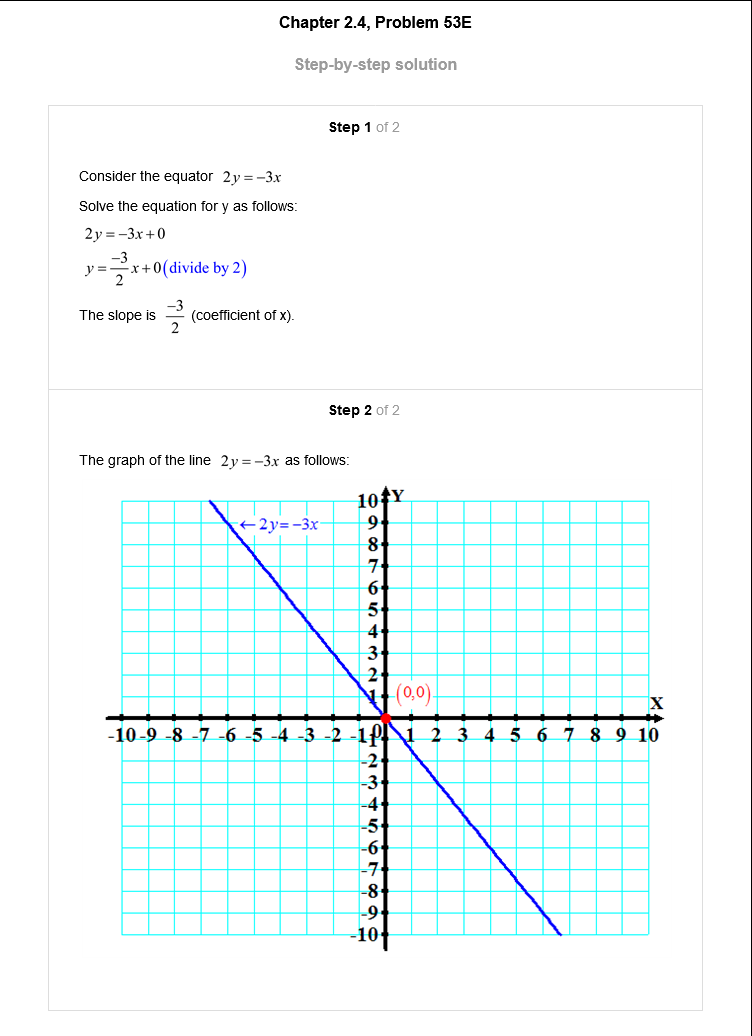 Chapter 2.4, Problem 53E
Step-by-step solution
Step 1 of 2
Consider the equator 2y = −3x
Solve the equation for y as follows:
2y = −3x + 0
y = −3/2 x + 0 (divide by 2)
The slope is −3/2 (coefficient of x).
Step 2 of 2
The graph of the line 2y = −3x as follows:
10 Y
← 2y = −3x
9
8
7
6
5
4
3
2
1 (0,0)
X
-10 -9 -8 -7 -6 -5 -4 -3 -2 -1 0 1 2 3 4 5 6 7 8 9 10
-1
-2
-3
-4
-5
-6
-7
-8
-9
-10